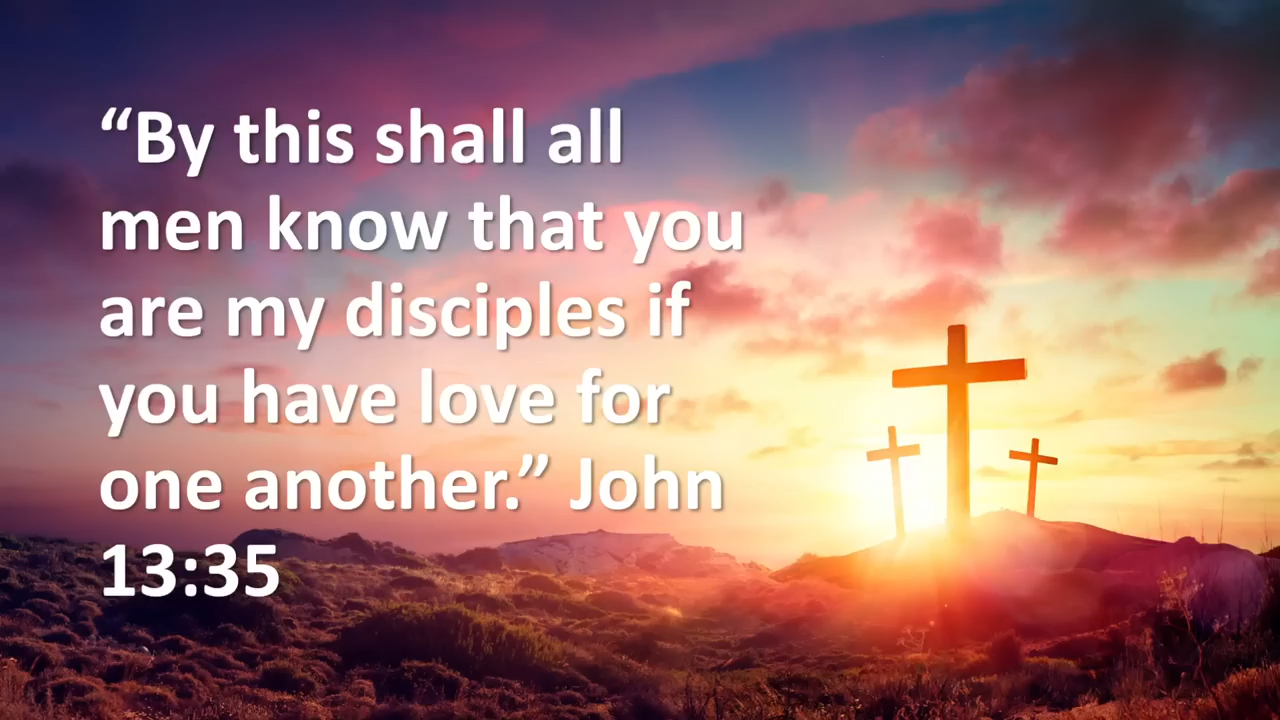 “By this shall all
men know that you
are my disciples if
you have love for
one another.” John
13:35